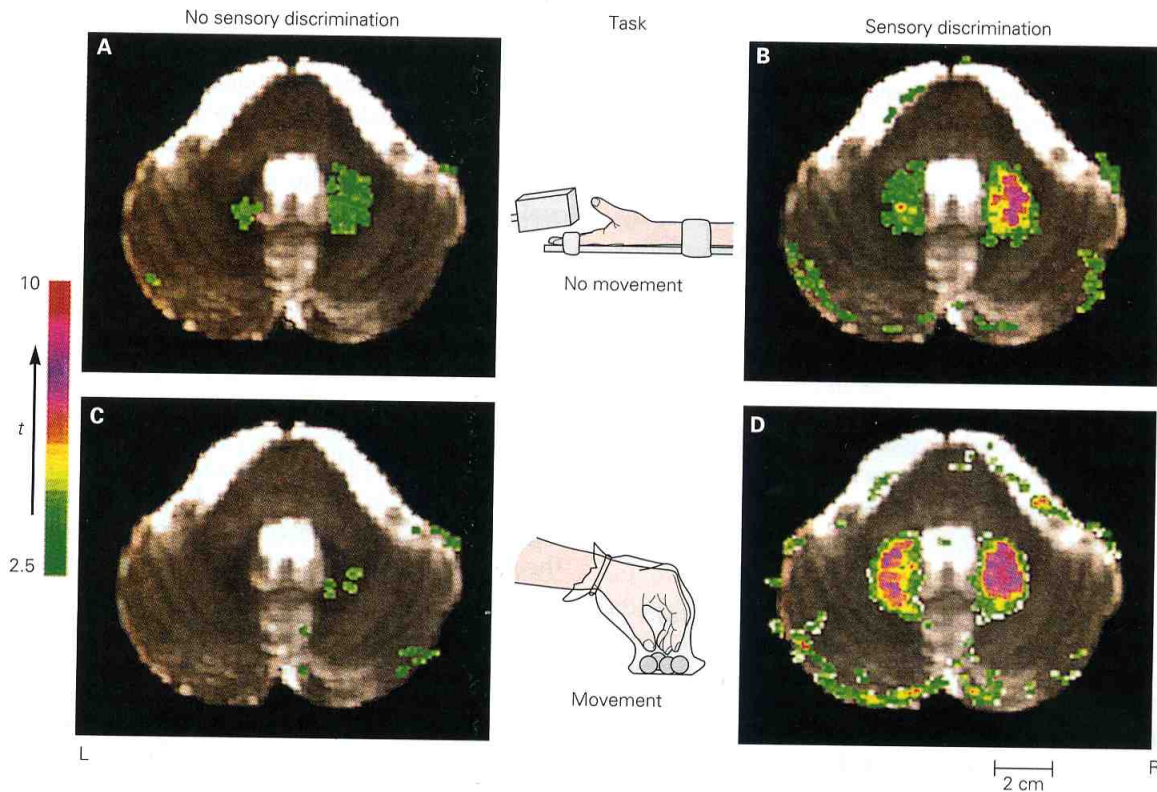 No sensory discrimination
Task
Sensory discrimination
A
B
No movement
10
t
2.5
C
D
Movement
L
R
2 cm